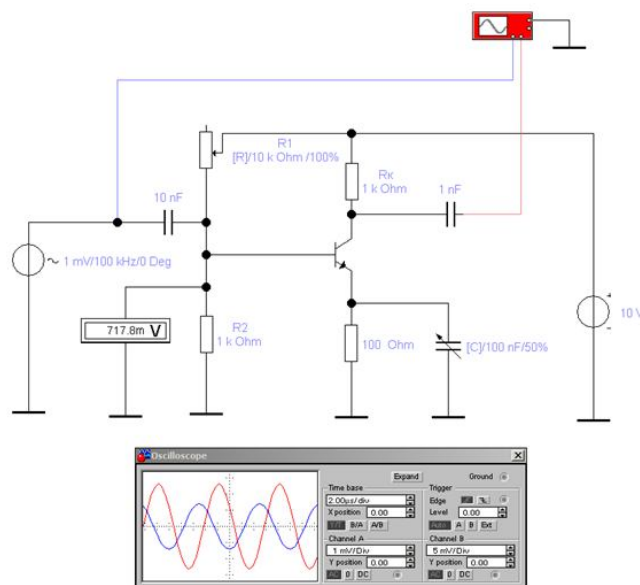 R1
[R]/10 k Ohm /100%
Rк
1 k Ohm
10 nF
1 nF
1 mV/100 kHz/0 Deg
717.8m V
R2
1 k Ohm
100 Ohm
[C]/100 nF/50%
+
10 V
-
Oscilloscope
Expand
Ground
Time base
2.00µs/div
X position 0.00
Y/T B/A A/B
Trigger
Edge
Level 0.00
Auto A B Ext
Channel A
1 mV/Div
Y position 0.00
AC 0 DC
Channel B
5 mV/Div
Y position 0.00
AC 0 DC